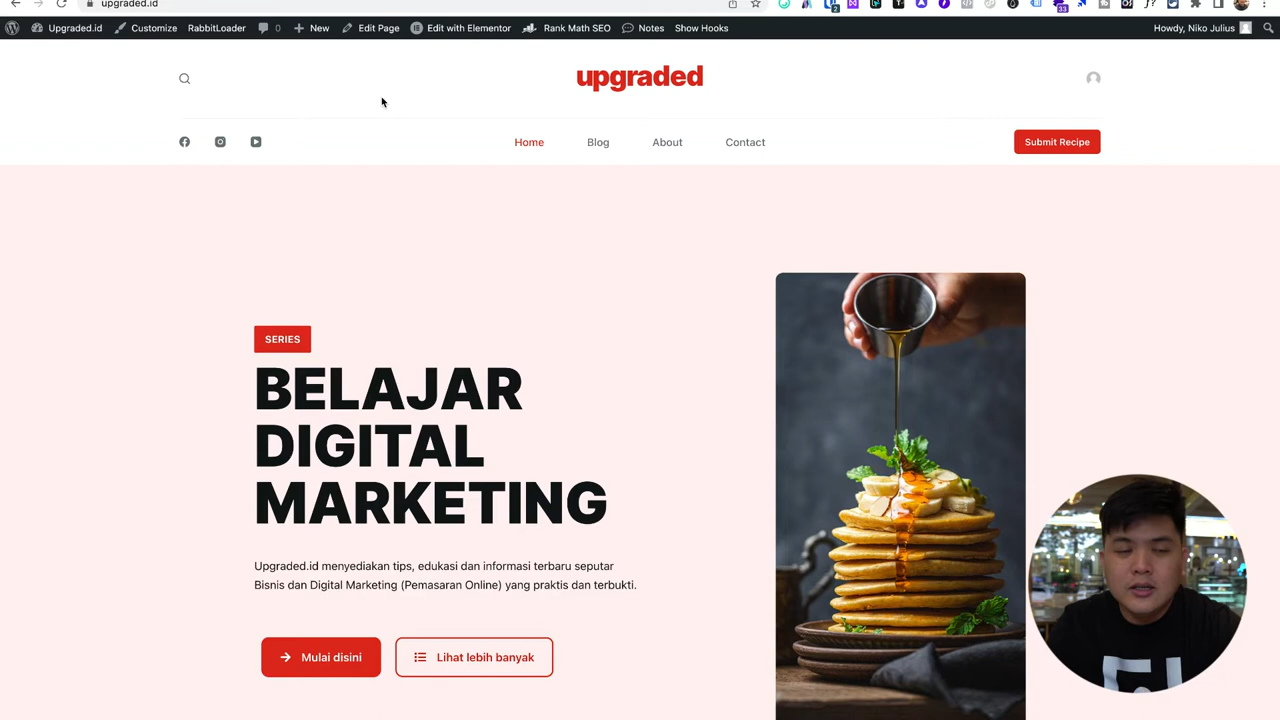 upgraded.id
33
2
Upgraded.id Customize RabbitLoader 0 New Edit Page Edit with Elementor Rank Math SEO Notes Show Hooks Howdy, Niko Julius
upgraded
Home Blog About Contact Submit Recipe
SERIES
BELAJAR
DIGITAL
MARKETING
Upgraded.id menyediakan tips, edukasi dan informasi terbaru seputar
Bisnis dan Digital Marketing (Pemasaran Online) yang praktis dan terbukti.
Mulai disini Lihat lebih banyak